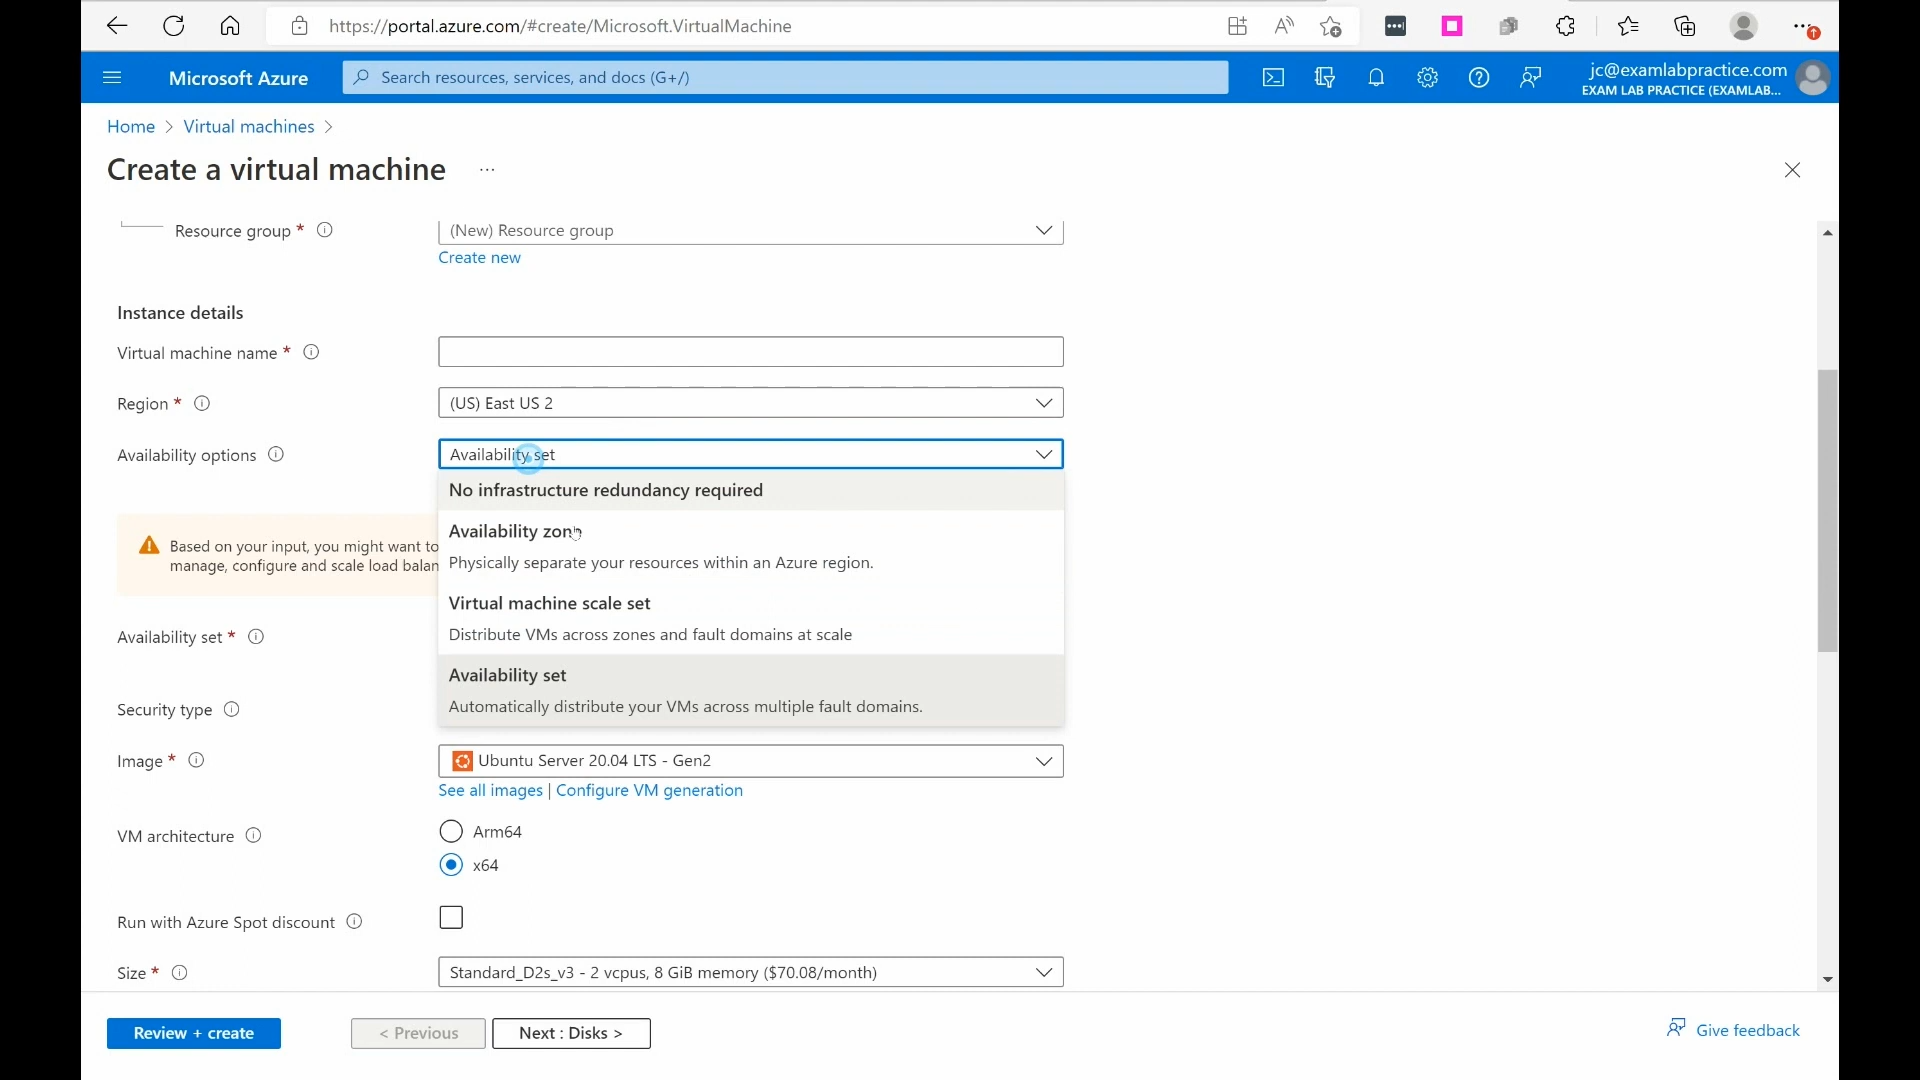 https://portal.azure.com/#create/Microsoft.VirtualMachine
Microsoft Azure
Search resources, services, and docs (G+/)
jc@examlabpractice.com
EXAM LAB PRACTICE (EXAMLAB...
Home > Virtual machines >
Create a virtual machine ...
Resource group *
(New) Resource group
Create new
Instance details
Virtual machine name *
Region *
(US) East US 2
Availability options
Availability set
No infrastructure redundancy required
Availability zone
Physically separate your resources within an Azure region.
Based on your input, you might want to
manage, configure and scale load balan
Virtual machine scale set
Distribute VMs across zones and fault domains at scale
Availability set *
Availability set
Automatically distribute your VMs across multiple fault domains.
Security type
Image *
Ubuntu Server 20.04 LTS - Gen2
See all images | Configure VM generation
VM architecture
Arm64
x64
Run with Azure Spot discount
Size *
Standard_D2s_v3 - 2 vcpus, 8 GiB memory ($70.08/month)
Review + create
< Previous
Next : Disks >
Give feedback